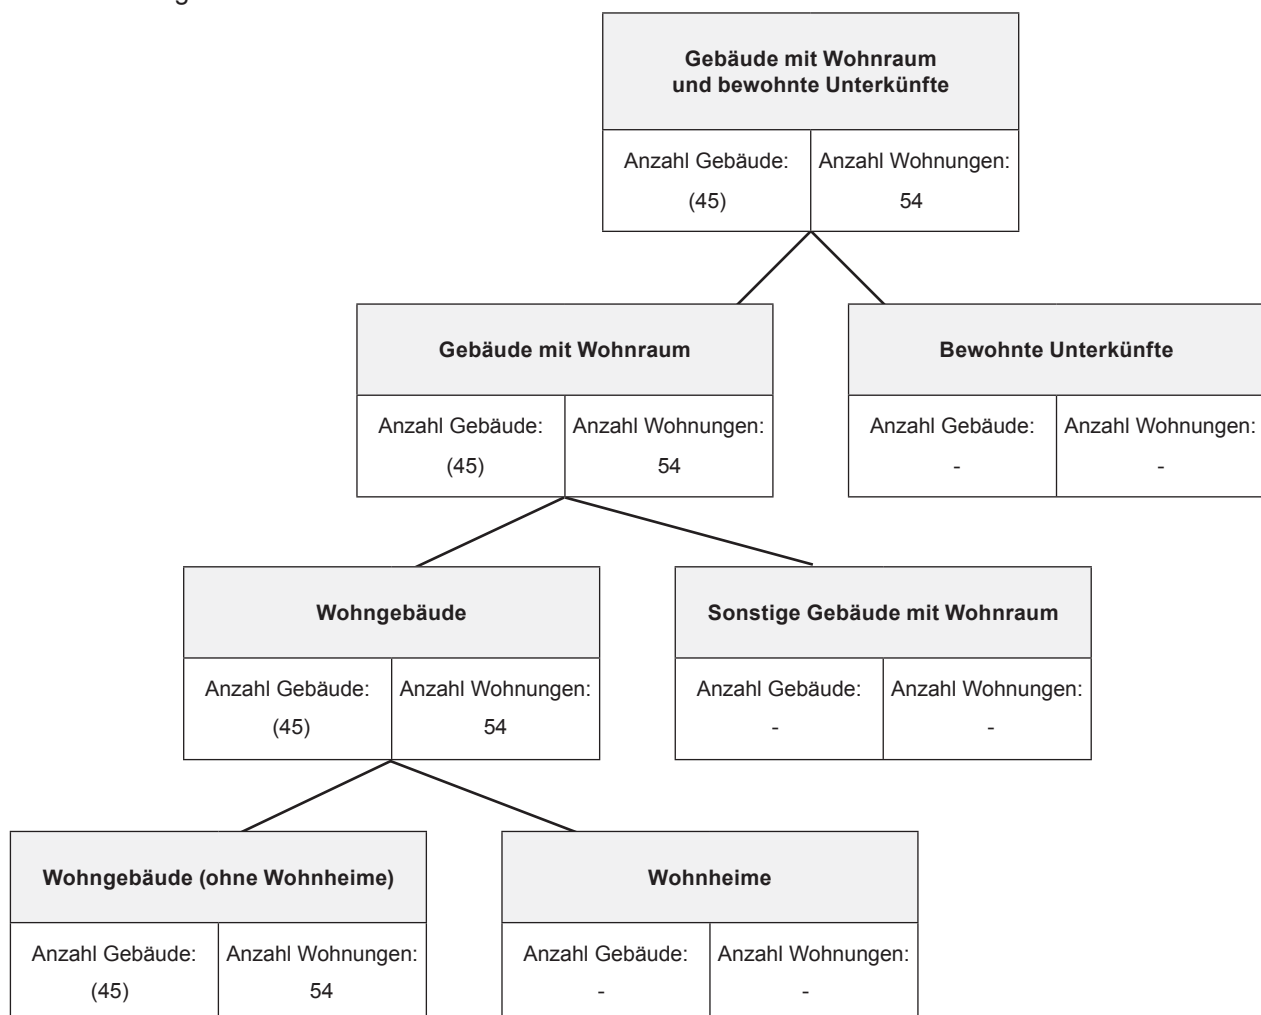 Gebäude mit Wohnraum
und bewohnte Unterkünfte
Anzahl Gebäude: Anzahl Wohnungen:
(45) 54
Gebäude mit Wohnraum
Anzahl Gebäude: Anzahl Wohnungen:
(45) 54
Bewohnte Unterkünfte
Anzahl Gebäude: Anzahl Wohnungen:
- -
Wohngebäude
Anzahl Gebäude: Anzahl Wohnungen:
(45) 54
Sonstige Gebäude mit Wohnraum
Anzahl Gebäude: Anzahl Wohnungen:
- -
Wohngebäude (ohne Wohnheime)
Anzahl Gebäude: Anzahl Wohnungen:
(45) 54
Wohnheime
Anzahl Gebäude: Anzahl Wohnungen:
- -